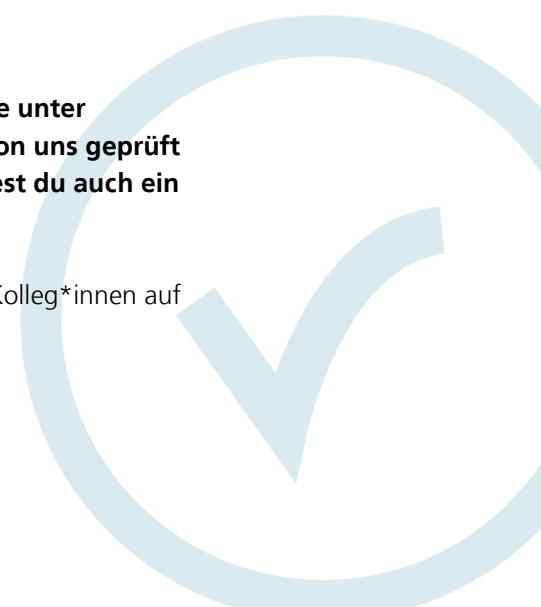 e unter
on uns geprüft
est du auch ein
Kolleg*innen auf